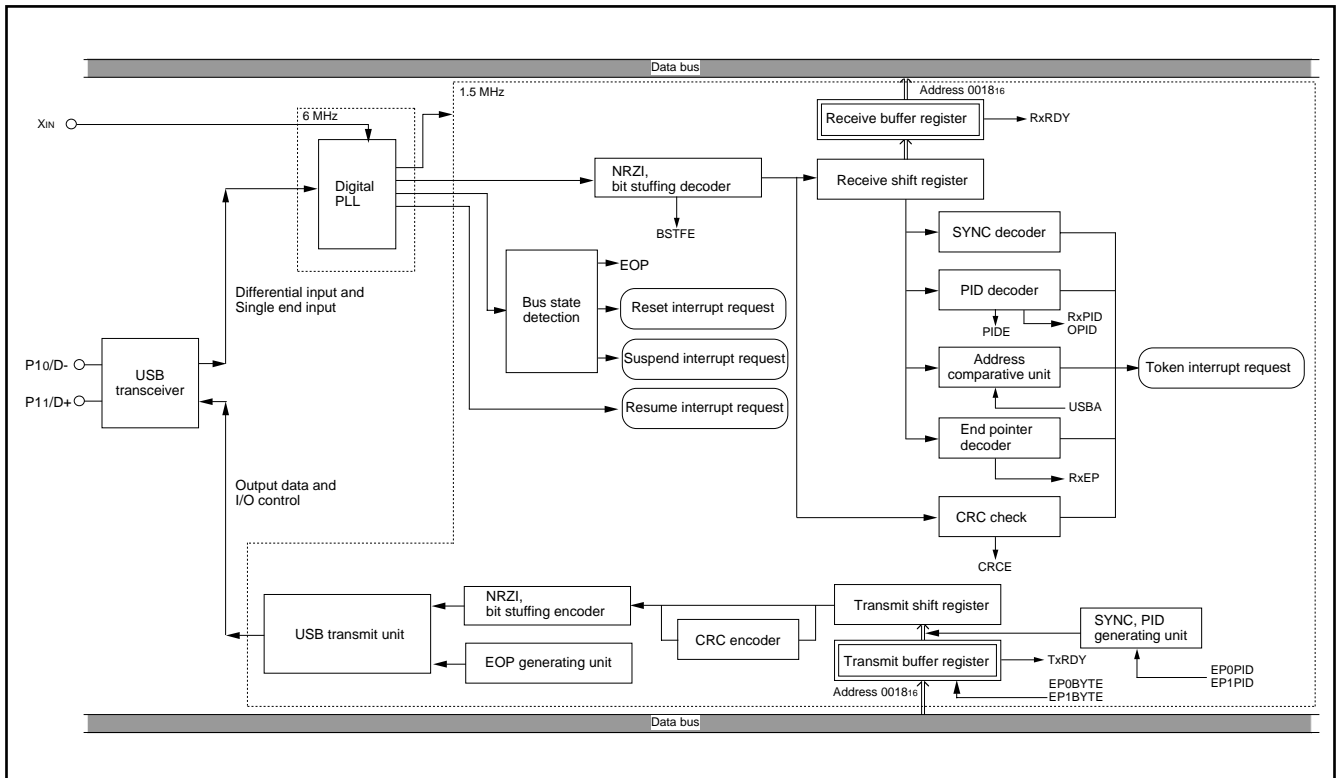 Data bus
1.5 MHz
Address 001816
6 MHz
XIN
Receive buffer register
RxRDY
Digital
PLL
NRZI,
bit stuffing decoder
Receive shift register
BSTFE
SYNC decoder
EOP
Bus state
detection
Reset interrupt request
Suspend interrupt request
Resume interrupt request
Differential input and
Single end input
PID decoder
PIDE
RxPID
OPID
Address
comparative unit
Token interrupt request
USBA
P10/D-
P11/D+
USB
transceiver
End pointer
decoder
RxEP
Output data and
I/O control
CRC check
CRCE
NRZI,
bit stuffing encoder
Transmit shift register
USB transmit unit
CRC encoder
SYNC, PID
generating unit
EOP generating unit
Transmit buffer register
TxRDY
EP0PID
EP1PID
EP0BYTE
EP1BYTE
Address 001816
Data bus